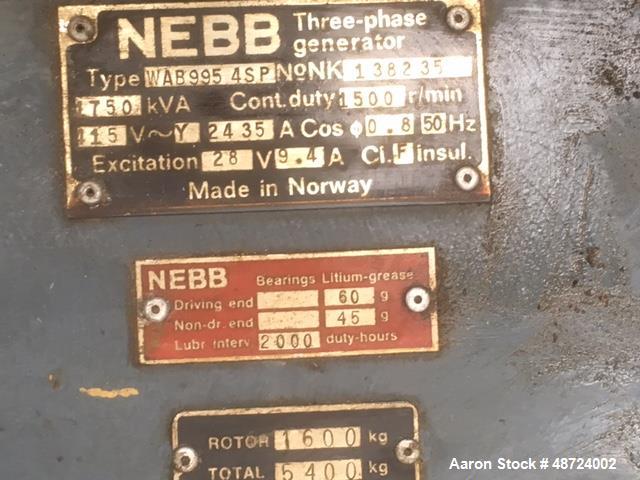 NEBB Three-phase generator
Type WAB995 4SP NºNK 138235
1750 kVA Cont.duty 1500 r/min
415 V~Y 2435 A Cos φ 0.8 50 Hz
Excitation 28 V 9.4 A Cl. F insul.
Made in Norway
NEBB Bearings Litium-grease
Driving end 60 g
Non-dr. end 45 g
Lubr interv 2000 duty-hours
ROTOR 1600 kg
TOTAL 5400 kg
Aaron Stock # 48724002